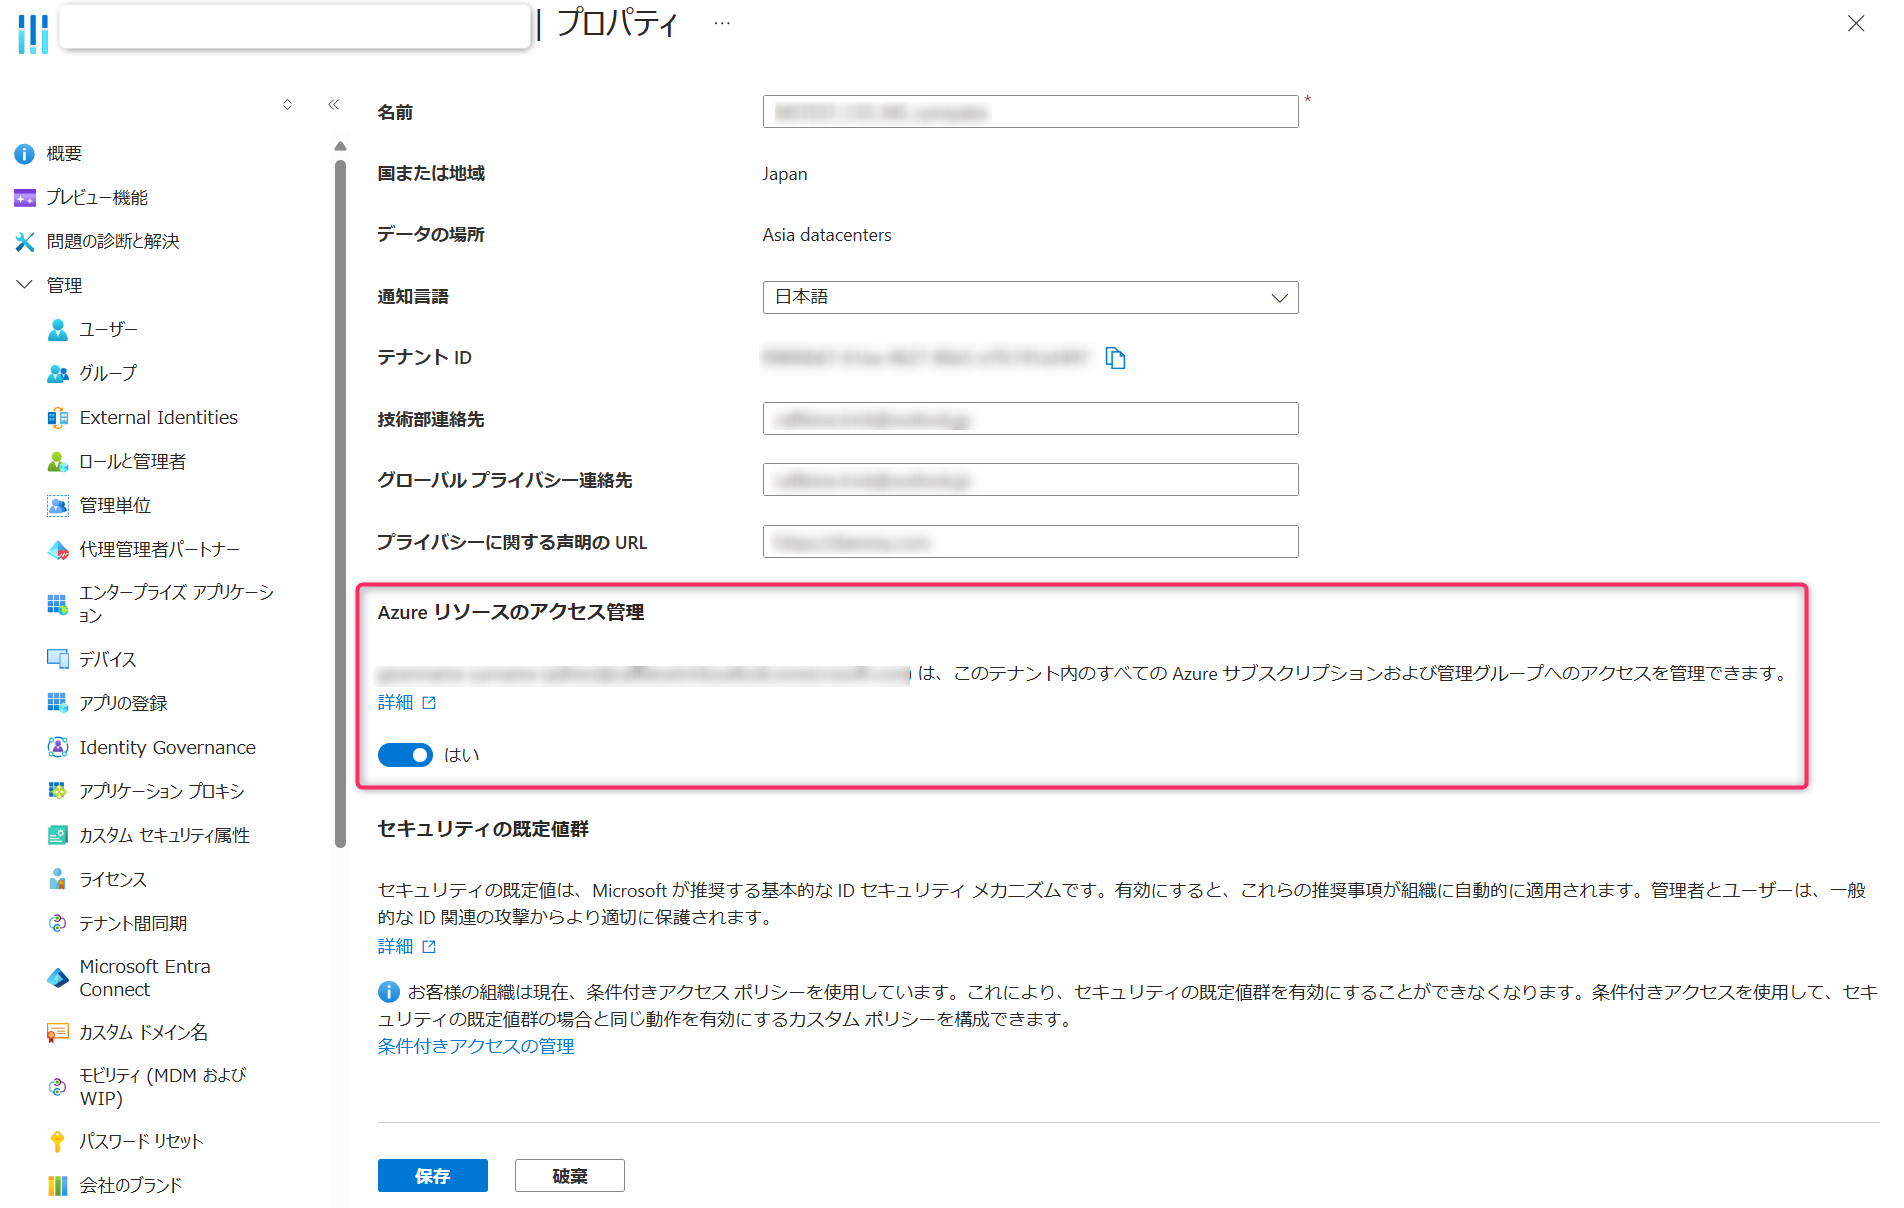 | プロパティ ...
概要
プレビュー機能
問題の診断と解決
管理
ユーザー
グループ
External Identities
ロールと管理者
管理単位
代理管理者パートナー
エンタープライズ アプリケーシ
ョン
デバイス
アプリの登録
Identity Governance
アプリケーション プロキシ
カスタム セキュリティ属性
ライセンス
テナント間同期
Microsoft Entra
Connect
カスタム ドメイン名
モビリティ (MDM および
WIP)
パスワード リセット
会社のブランド
名前
*
国または地域
Japan
データの場所
Asia datacenters
通知言語
日本語
テナント ID
技術部連絡先
グローバル プライバシー連絡先
プライバシーに関する声明の URL
Azure リソースのアクセス管理
) は、このテナント内のすべての Azure サブスクリプションおよび管理グループへのアクセスを管理できます。
詳細
はい
セキュリティの既定値群
セキュリティの既定値は、Microsoft が推奨する基本的な ID セキュリティ メカニズムです。有効にすると、これらの推奨事項が組織に自動的に適用されます。管理者とユーザーは、一般
的な ID 関連の攻撃からより適切に保護されます。
詳細
お客様の組織は現在、条件付きアクセス ポリシーを使用しています。これにより、セキュリティの既定値群を有効にすることができなくなります。条件付きアクセスを使用して、セキ
ュリティの既定値群の場合と同じ動作を有効にするカスタム ポリシーを構成できます。
条件付きアクセスの管理
保存
破棄